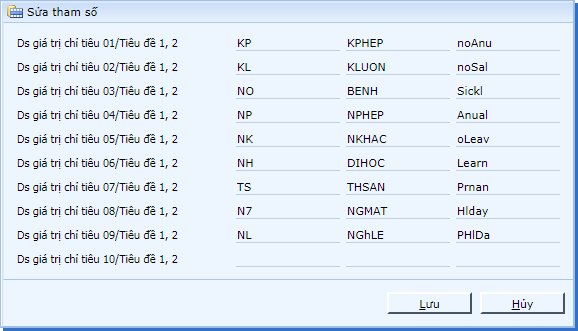 Sửa tham số
Ds giá trị chỉ tiêu 01/Tiêu đề 1, 2 KP KPHEP noAnu
Ds giá trị chỉ tiêu 02/Tiêu đề 1, 2 KL KLUON noSal
Ds giá trị chỉ tiêu 03/Tiêu đề 1, 2 NO BENH Sickl
Ds giá trị chỉ tiêu 04/Tiêu đề 1, 2 NP NPHEP Anual
Ds giá trị chỉ tiêu 05/Tiêu đề 1, 2 NK NKHAC oLeav
Ds giá trị chỉ tiêu 06/Tiêu đề 1, 2 NH DIHOC Learn
Ds giá trị chỉ tiêu 07/Tiêu đề 1, 2 TS THSAN Prnan
Ds giá trị chỉ tiêu 08/Tiêu đề 1, 2 N7 NGMAT Hlday
Ds giá trị chỉ tiêu 09/Tiêu đề 1, 2 NL NGhLE PHlDa
Ds giá trị chỉ tiêu 10/Tiêu đề 1, 2
Lưu Hủy